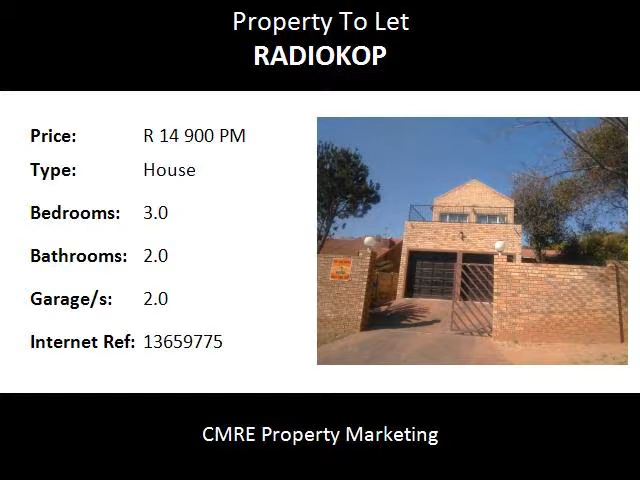 Property To Let
RADIOKOP
Price: R 14 900 PM
Type: House
Bedrooms: 3.0
Bathrooms: 2.0
Garage/s: 2.0
Internet Ref: 13659775
CMRE Property Marketing